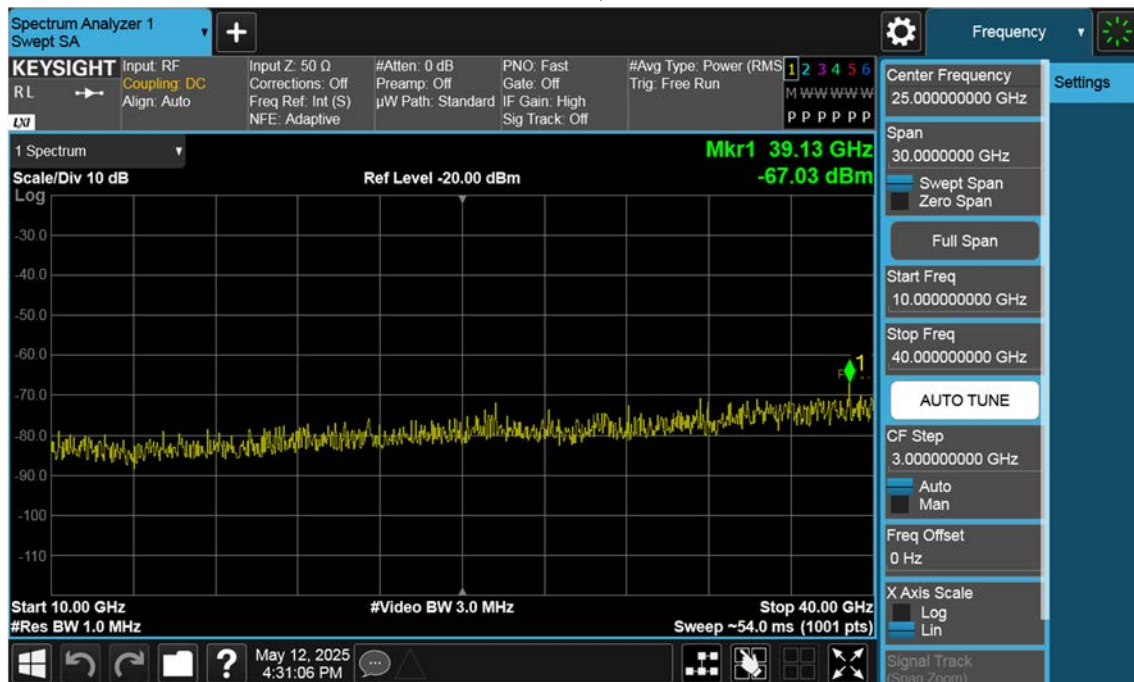 Spectrum Analyzer 1
Swept SA
+
Frequency
KEYSIGHT
RL
LXI
Input: RF
Coupling: DC
Align: Auto
Input Z: 50 Ω
Corrections: Off
Freq Ref: Int (S)
NFE: Adaptive
#Atten: 0 dB
Preamp: Off
µW Path: Standard
PNO: Fast
Gate: Off
IF Gain: High
Sig Track: Off
#Avg Type: Power (RMS
Trig: Free Run
1 2 3 4 5 6
M W W W W W
P P P P P P
1 Spectrum
Scale/Div 10 dB
Ref Level -20.00 dBm
Mkr1 39.13 GHz
-67.03 dBm
Log
-30.0
-40.0
-50.0
-60.0
-70.0
-80.0
-90.0
-100
-110
1
Start 10.00 GHz
#Res BW 1.0 MHz
#Video BW 3.0 MHz
Stop 40.00 GHz
Sweep ~54.0 ms (1001 pts)
Center Frequency
25.000000000 GHz
Span
30.0000000 GHz
Swept Span
Zero Span
Full Span
Start Freq
10.000000000 GHz
Stop Freq
40.000000000 GHz
AUTO TUNE
CF Step
3.000000000 GHz
Auto
Man
Freq Offset
0 Hz
X Axis Scale
Log
Lin
Signal Track
(Span Zoom)
Settings
?
May 12, 2025
4:31:06 PM